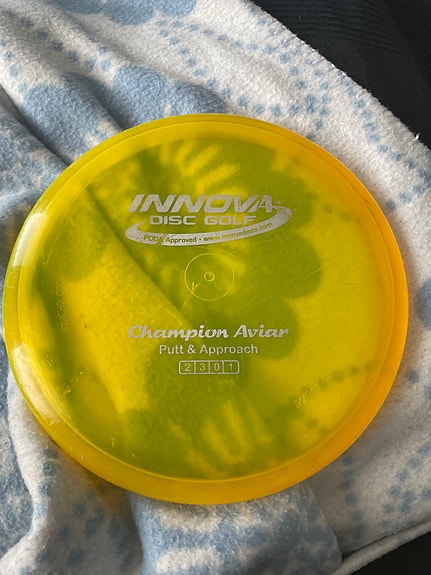 INNOVA
DISC GOLF
PDGA Approved • www.innovadiscs.com
Champion Aviar
Putt & Approach
2 3 0 1